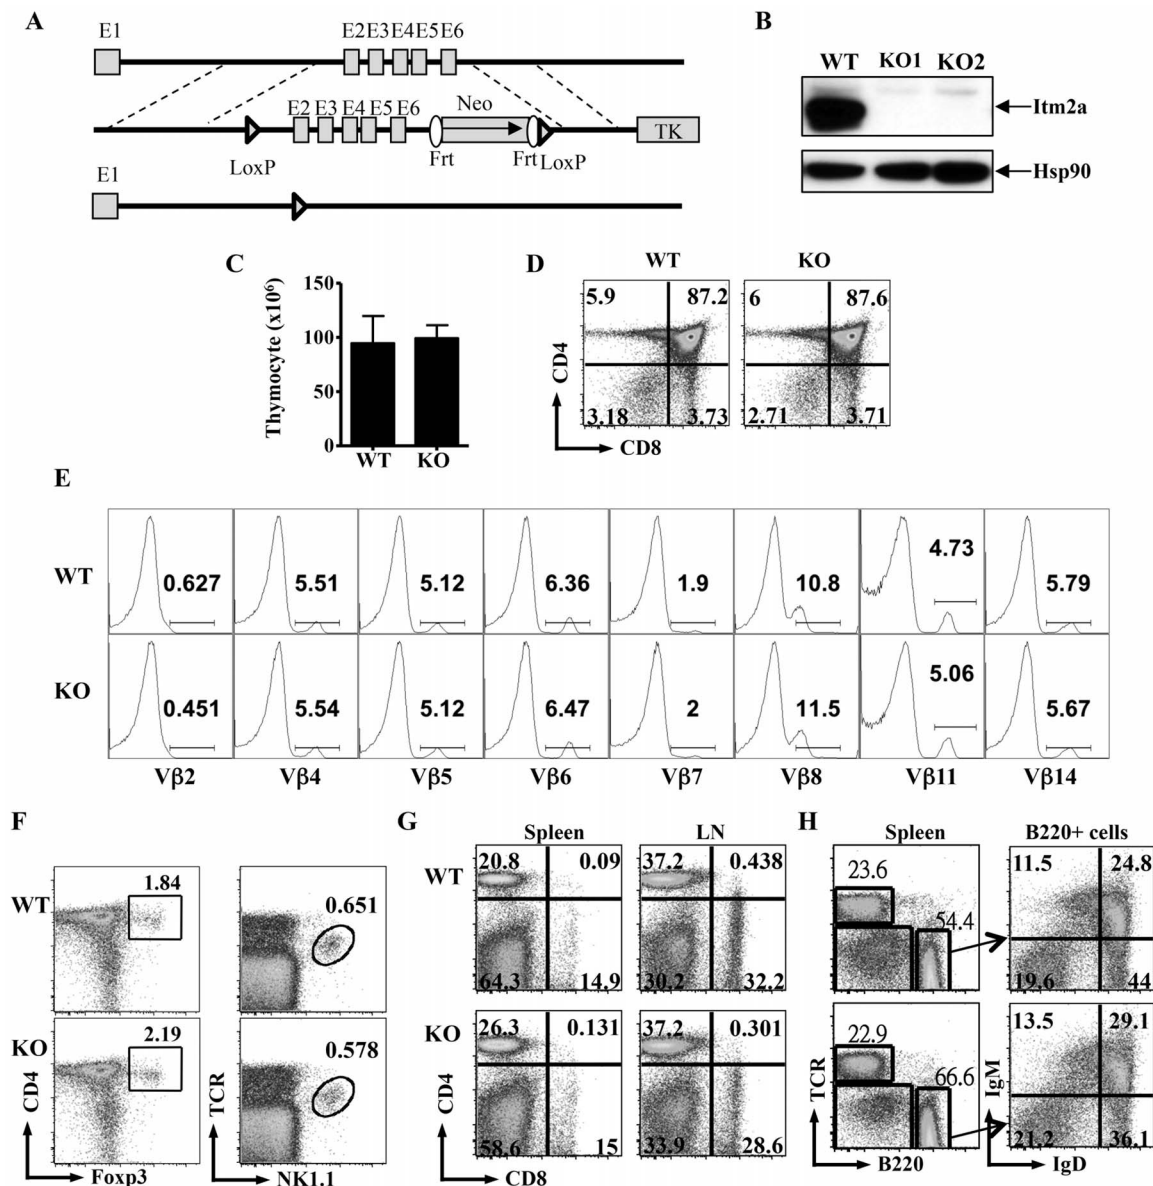 A
E1
E2 E3 E4 E5 E6
E2 E3 E4 E5 E6 Neo
TK
LoxP Frt Frt LoxP
E1
B
WT KO1 KO2
Itm2a
Hsp90
C
Thymocyte (x10⁶)
150
100
50
0
WT KO
D
WT KO
5.9 87.2 6 87.6
3.18 3.73 2.71 3.71
CD4
CD8
E
WT
0.627 5.51 5.12 6.36 1.9 10.8 4.73 5.79
KO
0.451 5.54 5.12 6.47 2 11.5 5.06 5.67
Vβ2 Vβ4 Vβ5 Vβ6 Vβ7 Vβ8 Vβ11 Vβ14
F
WT
1.84 0.651
KO
2.19 0.578
CD4 TCR
Foxp3 NK1.1
G
Spleen LN
WT
20.8 0.09 37.2 0.438
64.3 14.9 30.2 32.2
KO
26.3 0.131 37.2 0.301
58.6 15 33.9 28.6
CD4
CD8
H
Spleen B220+ cells
23.6 11.5 24.8
54.4
19.6 44
22.9 13.5 29.1
66.6
21.2 36.1
TCR IgM
B220 IgD